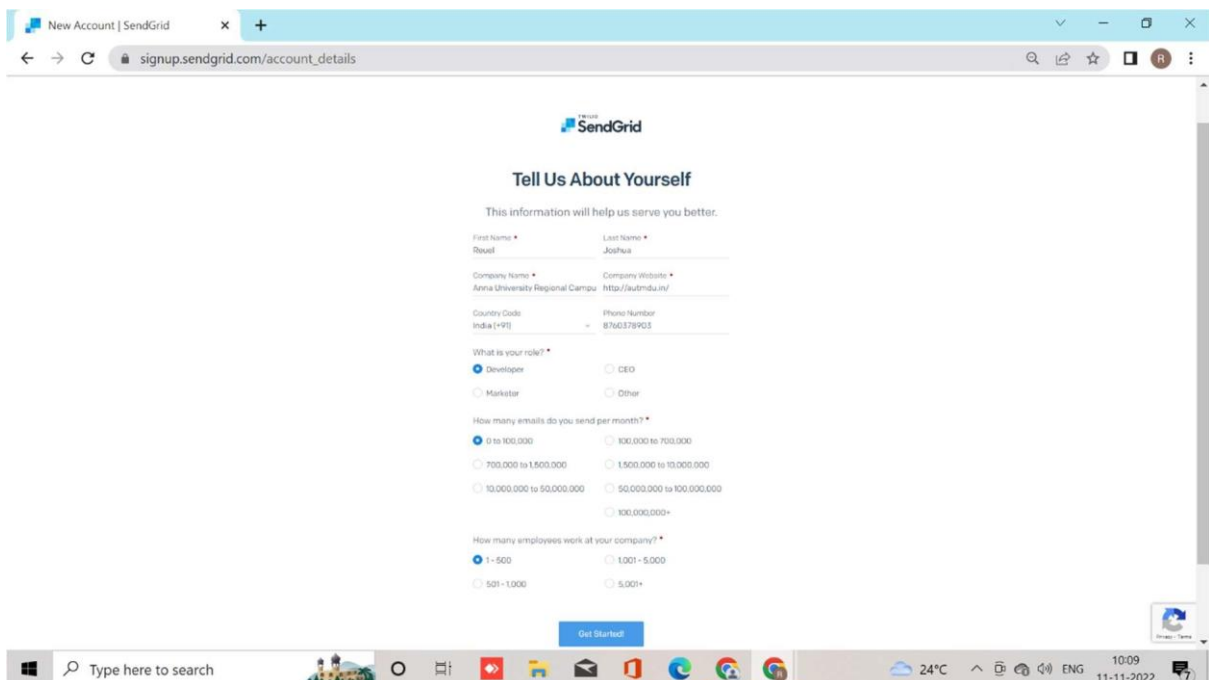 New Account | SendGrid
signup.sendgrid.com/account_details
R
TWILIO
SendGrid
Tell Us About Yourself
This information will help us serve you better.
First Name * Last Name *
Reuel Joshua
Company Name * Company Website *
Anna University Regional Campu http://autmdu.in/
Country Code Phone Number
India (+91) 8760378903
What is your role? *
Developer CEO
Marketer Other
How many emails do you send per month? *
0 to 100,000 100,000 to 700,000
700,000 to 1,500,000 1,500,000 to 10,000,000
10,000,000 to 50,000,000 50,000,000 to 100,000,000
100,000,000+
How many employees work at your company? *
1 - 500 1,001 - 5,000
501 - 1,000 5,001+
Get Started!
Privacy - Terms
Type here to search
24°C ENG 10:09
11-11-2022
7